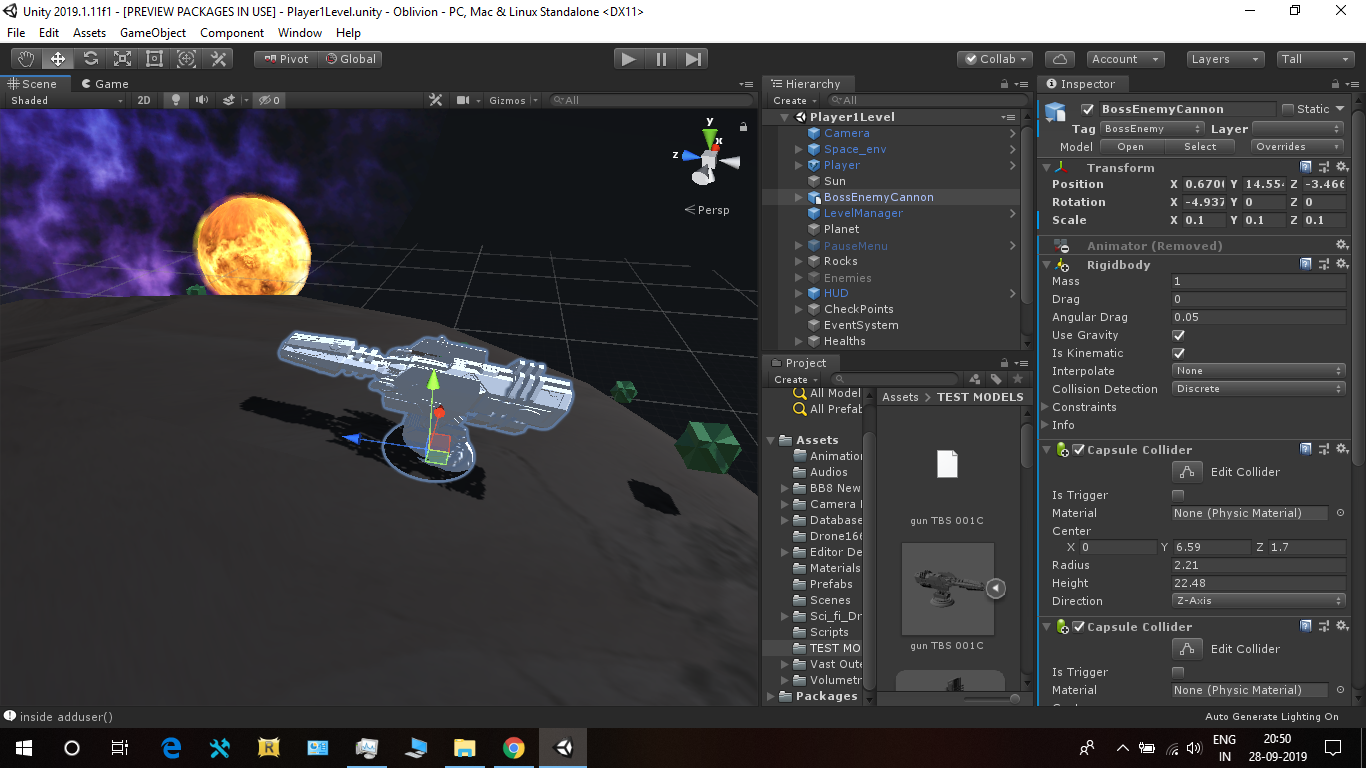 Unity 2019.1.11f1 - [PREVIEW PACKAGES IN USE] - Player1Level.unity - Oblivion - PC, Mac & Linux Standalone <DX11>
File Edit Assets GameObject Component Window Help
Pivot Global Collab Account Layers Tall
Scene Game
Shaded 2D 0 Gizmos All
y
x
z
Persp
Hierarchy
Create All
Player1Level
Camera
Space_env
Player
Sun
BossEnemyCannon
LevelManager
Planet
PauseMenu
Rocks
Enemies
HUD
CheckPoints
EventSystem
Healths
Project
Create
All Model
All Prefab
Assets
Animation
Audios
BB8 New
Camera
Database
Drone16
Editor De
Materials
Prefabs
Scenes
Sci_fi_Dr
Scripts
TEST MO
Vast Oute
Volumetr
Packages
Assets > TEST MODELS
gun TBS 001C
gun TBS 001C
Inspector
BossEnemyCannon Static
Tag BossEnemy Layer
Model Open Select Overrides
Transform
Position X 0.670 Y 14.554 Z -3.466
Rotation X -4.937 Y 0 Z 0
Scale X 0.1 Y 0.1 Z 0.1
Animator (Removed)
Rigidbody
Mass 1
Drag 0
Angular Drag 0.05
Use Gravity
Is Kinematic
Interpolate None
Collision Detection Discrete
Constraints
Info
Capsule Collider
Edit Collider
Is Trigger
Material None (Physic Material)
Center
X 0 Y 6.59 Z 1.7
Radius 2.21
Height 22.48
Direction Z-Axis
Capsule Collider
Edit Collider
Is Trigger
Material None (Physic Material)
inside adduser()
Auto Generate Lighting On
ENG
IN
20:50
28-09-2019